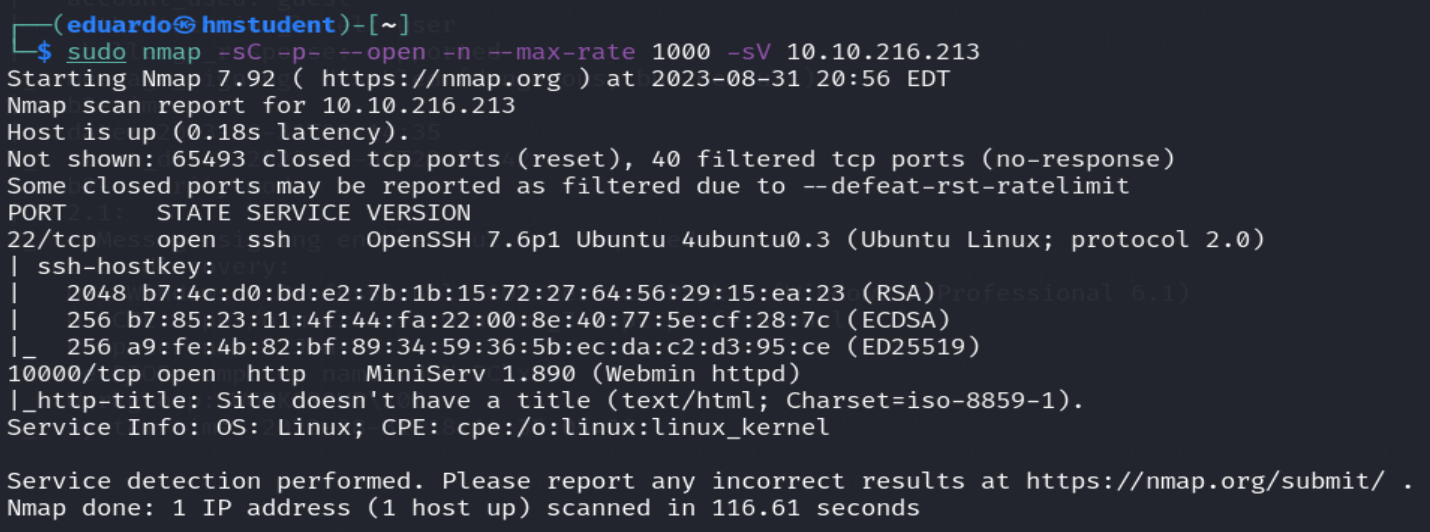 ┌──(eduardo㉿hmstudent)-[~]
└─$ sudo nmap -sC -p- --open -n --max-rate 1000 -sV 10.10.216.213
Starting Nmap 7.92 ( https://nmap.org ) at 2023-08-31 20:56 EDT
Nmap scan report for 10.10.216.213
Host is up (0.18s latency).
Not shown: 65493 closed tcp ports (reset), 40 filtered tcp ports (no-response)
Some closed ports may be reported as filtered due to --defeat-rst-ratelimit
PORT      STATE SERVICE VERSION
22/tcp    open  ssh     OpenSSH 7.6p1 Ubuntu 4ubuntu0.3 (Ubuntu Linux; protocol 2.0)
| ssh-hostkey:
|   2048 b7:4c:d0:bd:e2:7b:1b:15:72:27:64:56:29:15:ea:23 (RSA)
|   256 b7:85:23:11:4f:44:fa:22:00:8e:40:77:5e:cf:28:7c (ECDSA)
|_  256 a9:fe:4b:82:bf:89:34:59:36:5b:ec:da:c2:d3:95:ce (ED25519)
10000/tcp open  http    MiniServ 1.890 (Webmin httpd)
|_http-title: Site doesn't have a title (text/html; Charset=iso-8859-1).
Service Info: OS: Linux; CPE: cpe:/o:linux:linux_kernel

Service detection performed. Please report any incorrect results at https://nmap.org/submit/ .
Nmap done: 1 IP address (1 host up) scanned in 116.61 seconds